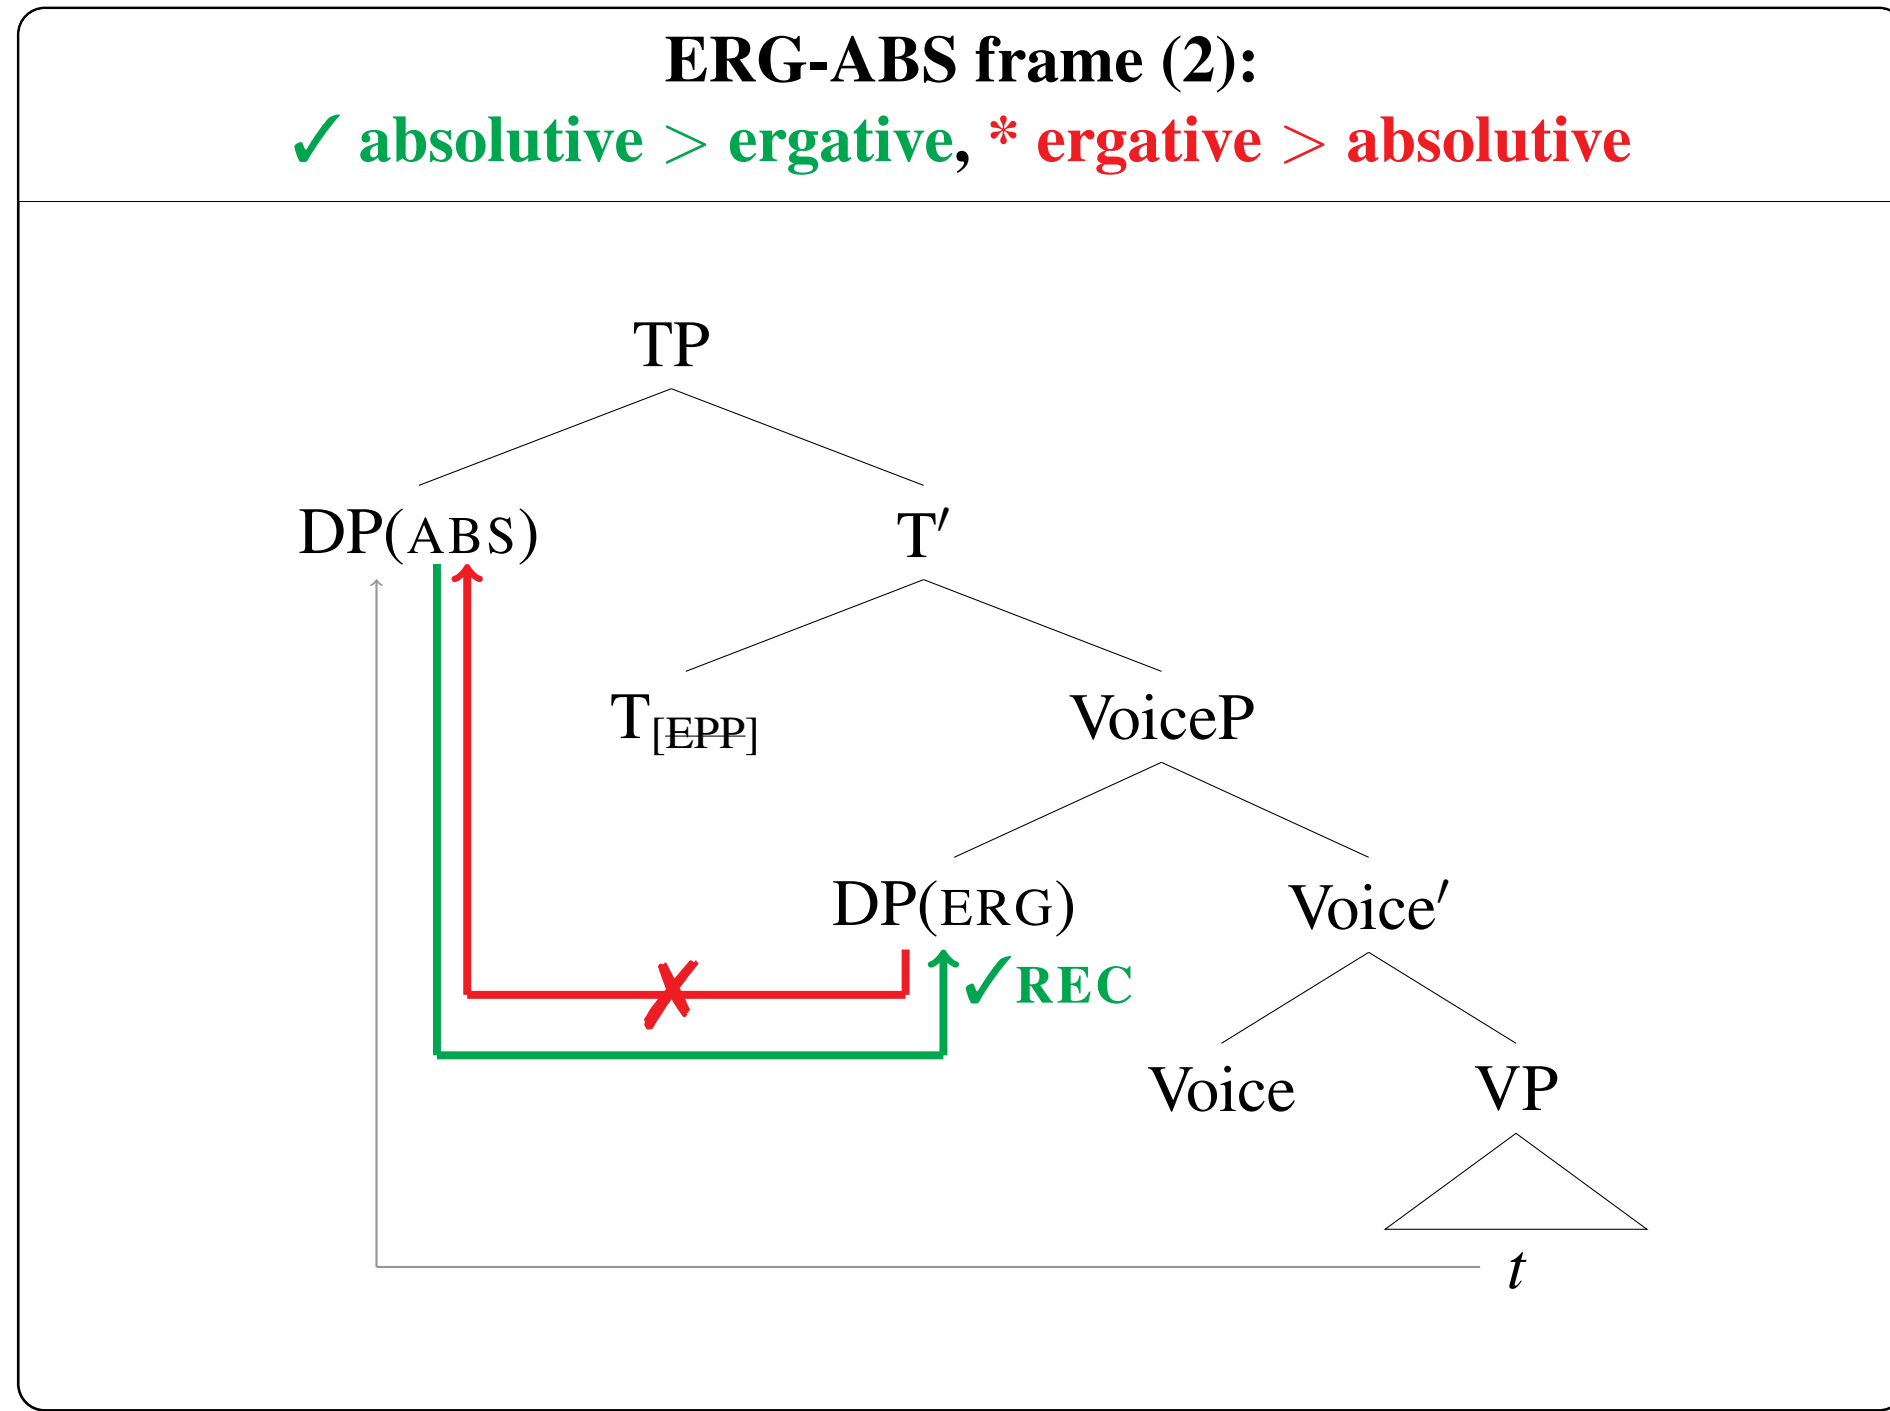 ERG-ABS frame (2):
✓ absolutive > ergative, * ergative > absolutive
TP
DP(ABS) T′
T[EPP] VoiceP
DP(ERG) Voice′
✗ ✓REC
Voice VP
t